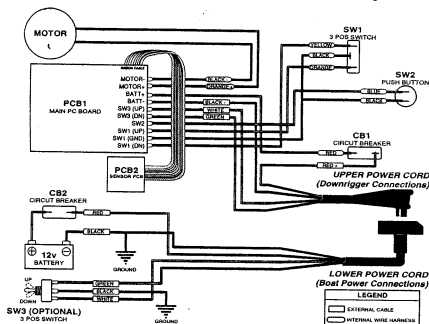 MOTOR
SW1
3 POS SWITCH
YELLOW
BLACK
ORANGE
RIBBON CABLE
MOTOR-
MOTOR+
BATT+
BATT-
SW3 (UP)
SW3 (DN)
SW2
SW1 (UP)
SW1 (GND)
SW1 (DN)
BLACK -
ORANGE +
BLACK -
WHITE
GREEN
PCB1
MAIN PC BOARD
SW2
PUSH BUTTON
BLUE
BLACK
CB1
CIRCUT BREAKER
RED
RED +
PCB2
SENSOR PCB
UPPER POWER CORD
(Downrigger Connections)
CB2
CIRCUT BREAKER
RED
BLACK
12v
BATTERY
GROUND
UP
DOWN
GREEN
BLACK
WHITE
SW3 (OPTIONAL)
3 POS SWITCH
GROUND
LOWER POWER CORD
(Boat Power Connections)
LEGEND
EXTERNAL CABLE
INTERNAL WIRE HARNESS